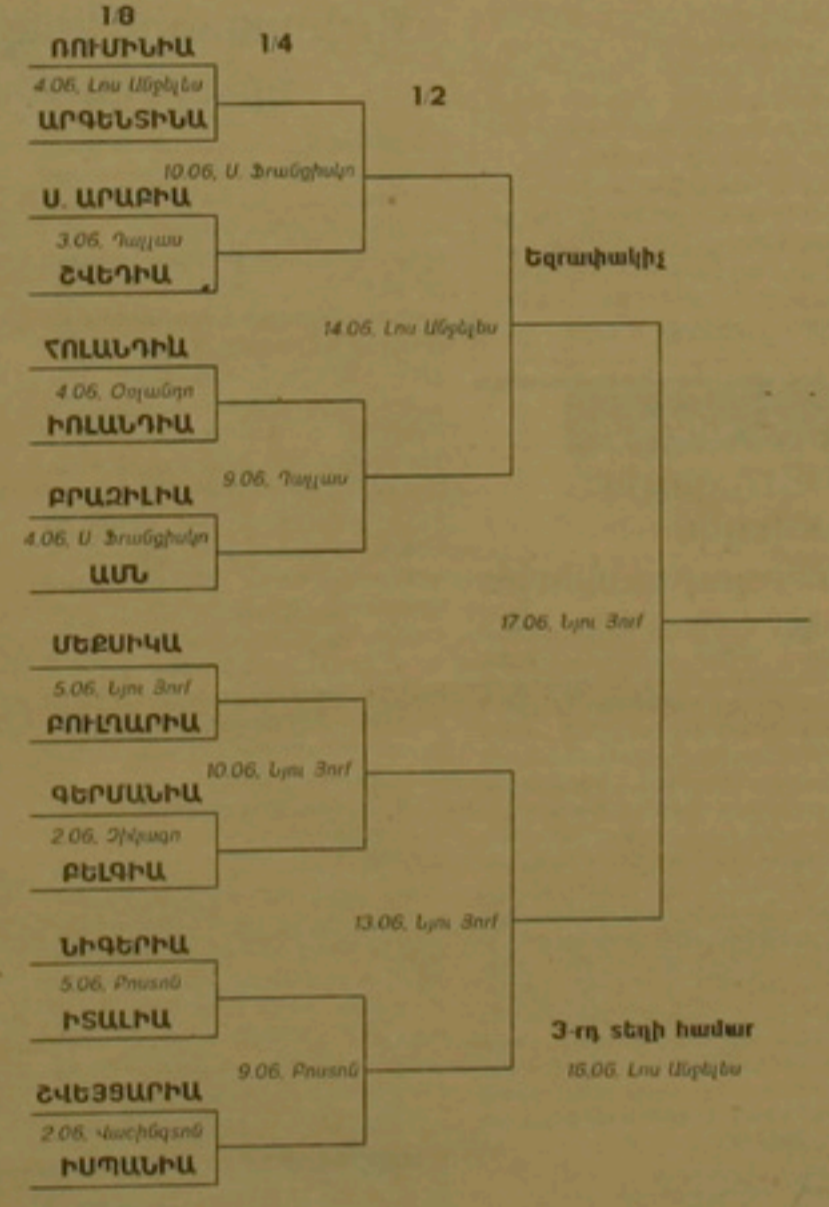 1/8
ՌՈՒՄԻՆԻԱ
4.06, Լոս Անջելես
ԱՐԳԵՆՏԻՆԱ
Ս. ԱՐԱԲԻԱ
3.06, Դալլաս
ՇՎԵԴԻԱ
ՀՈԼԱՆԴԻԱ
4.06, Օռլանդո
ԻՌԼԱՆԴԻԱ
ԲՐԱԶԻԼԻԱ
4.06, Ս. Ֆրանցիսկո
ԱՄՆ
ՄԵՔՍԻԿԱ
5.06, Նյու Յորք
ԲՈՒԼՂԱՐԻԱ
ԳԵՐՄԱՆԻԱ
2.06, Չիկագո
ԲԵԼԳԻԱ
ՆԻԳԵՐԻԱ
5.06, Բոստոն
ԻՏԱԼԻԱ
ՇՎԵՅՑԱՐԻԱ
2.06, Վաշինգտոն
ԻՍՊԱՆԻԱ
1/4
10.06, Ս. Ֆրանցիսկո
9.06, Դալլաս
10.06, Նյու Յորք
9.06, Բոստոն
1/2
14.06, Լոս Անջելես
13.06, Նյու Յորք
Եզրափակիչ
17.06, Նյու Յորք
3-րդ տեղի համար
16.06, Լոս Անջելես